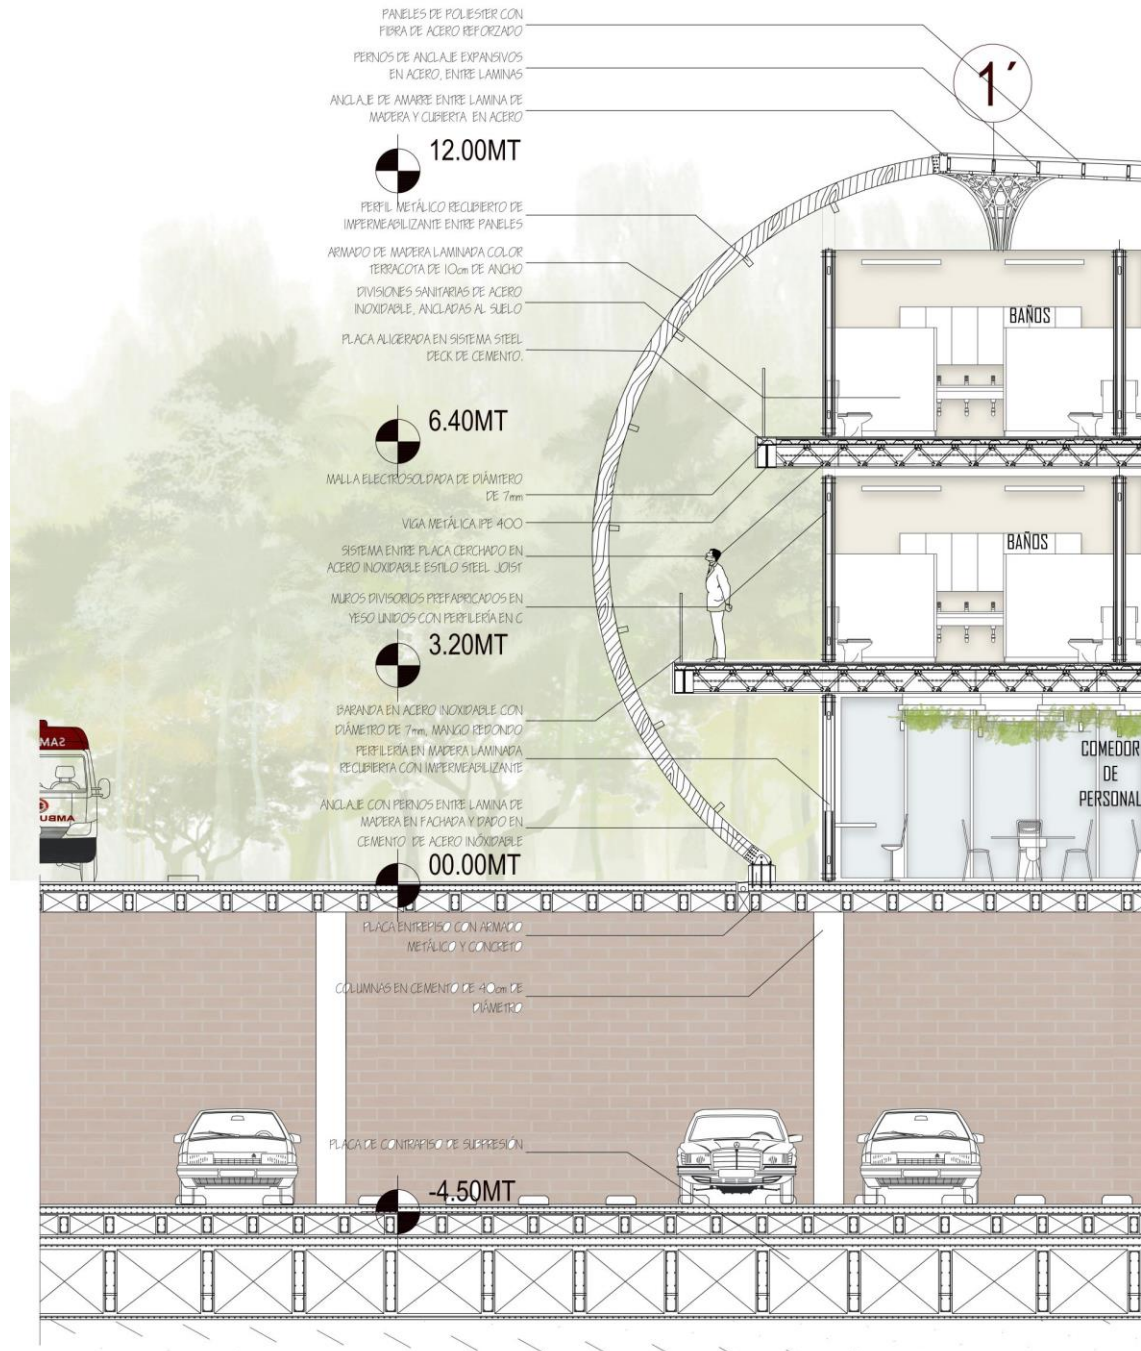 PANELES DE POLIESTER CON
FIBRA DE ACERO REFORZADO
PERNOS DE ANCLAJE EXPANSIVOS
EN ACERO, ENTRE LAMINAS
ANCLAJE DE AMARRE ENTRE LAMINA DE
MADERA Y CUBIERTA EN ACERO
1´
12.00MT
PERFIL METÁLICO RECUBIERTO DE
IMPERMEABILIZANTE ENTRE PANELES
ARMADO DE MADERA LAMINADA COLOR
TERRACOTA DE 10cm DE ANCHO
DIVISIONES SANITARIAS DE ACERO
INOXIDABLE, ANCLADAS AL SUELO
BAÑOS
PLACA ALIGERADA EN SISTEMA STEEL
DECK DE CEMENTO.
6.40MT
MALLA ELECTROSOLDADA DE DIÁMTERO
DE 7mm
VIGA METÁLICA IPE 400
SISTEMA ENTRE PLACA CERCHADO EN
ACERO INOXIDABLE ESTILO STEEL JOIST
BAÑOS
MUROS DIVISORIOS PREFABRICADOS EN
YESO UNIDOS CON PERFILERÍA EN C
3.20MT
BARANDA EN ACERO INOXIDABLE CON
DIÁMETRO DE 7mm, MANGO REDONDO
PERFILERÍA EN MADERA LAMINADA
RECUBIERTA CON IMPERMEABILIZANTE
COMEDOR
DE
PERSONAL
SAM
AMBU
ANCLAJE CON PERNOS ENTRE LAMINA DE
MADERA EN FACHADA Y DADO EN
CEMENTO DE ACERO INÓXIDABLE
00.00MT
PLACA ENTREPISO CON ARMADO
METÁLICO Y CONCRETO
COLUMNAS EN CEMENTO DE 40cm DE
DIÁMETRO
PLACA DE CONTRAPISO DE SUBPRESIÓN
-4.50MT